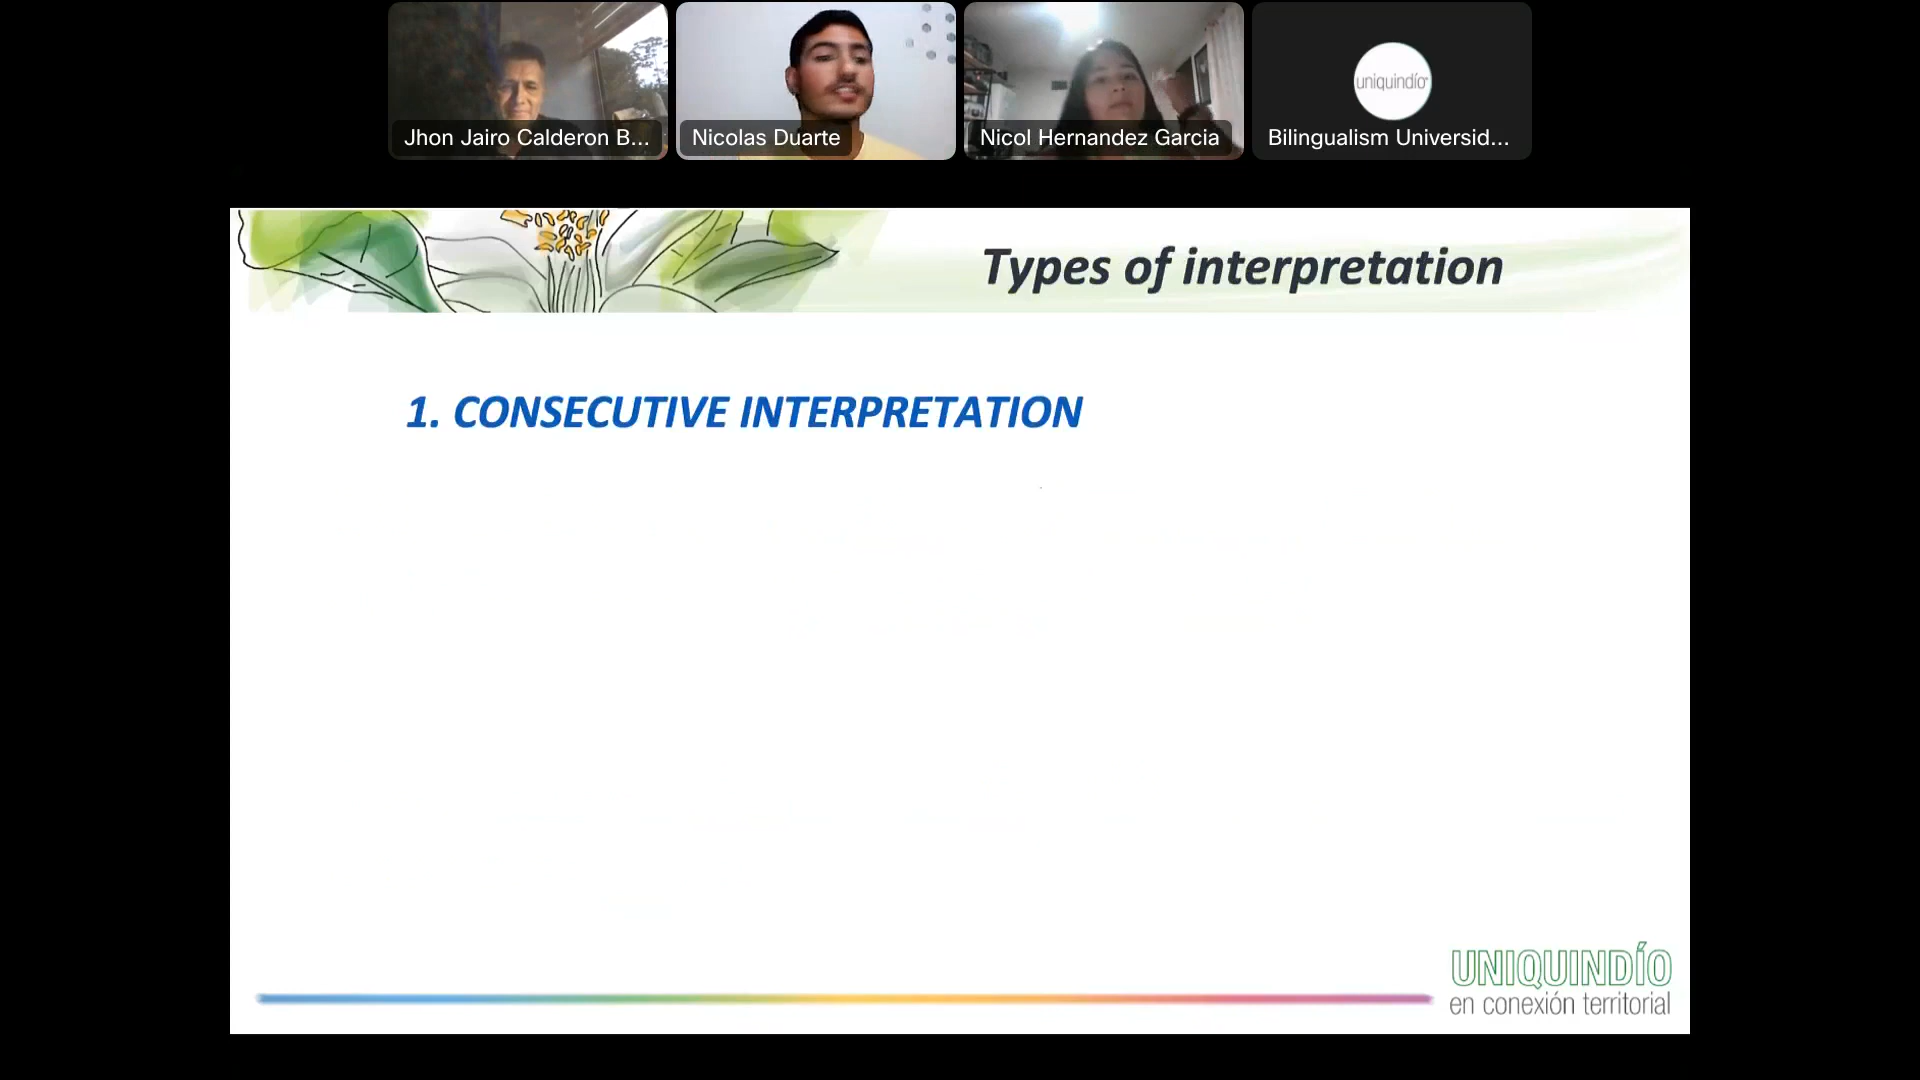 Jhon Jairo Calderon B...
Nicolas Duarte
Nicol Hernandez Garcia
uniquindío
Bilingualism Universid...
Types of interpretation
1. CONSECUTIVE INTERPRETATION
UNIQUINDÍO
en conexión territorial